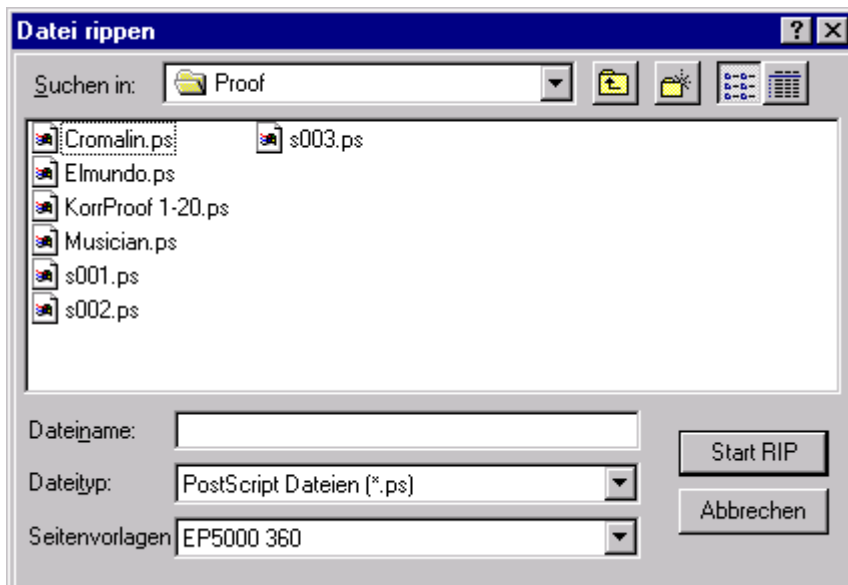 Datei rippen
Suchen in: Proof
Cromalin.ps
Elmundo.ps
KorrProof 1-20.ps
Musician.ps
s001.ps
s002.ps
s003.ps
Dateiname:
Dateityp: PostScript Dateien (*.ps)
Seitenvorlagen EP5000 360
Start RIP
Abbrechen